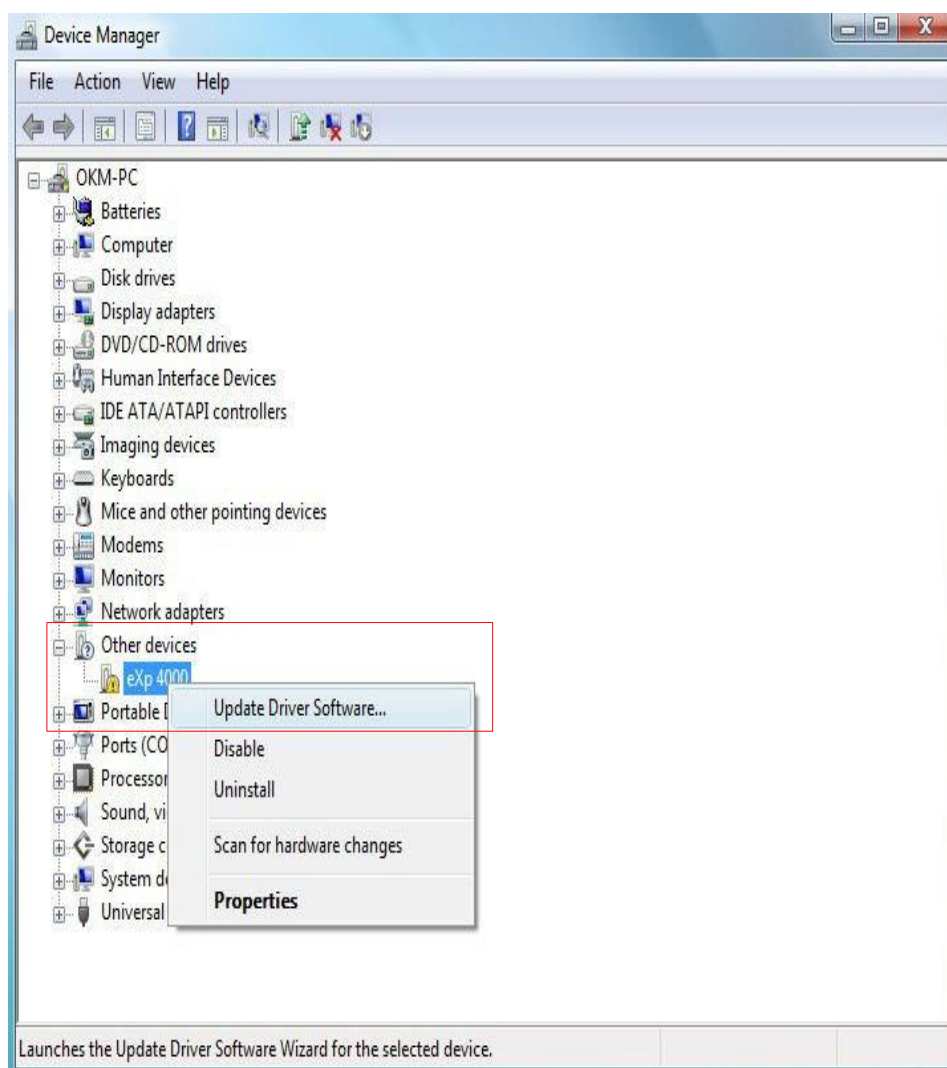 Device Manager
File Action View Help
OKM-PC
Batteries
Computer
Disk drives
Display adapters
DVD/CD-ROM drives
Human Interface Devices
IDE ATA/ATAPI controllers
Imaging devices
Keyboards
Mice and other pointing devices
Modems
Monitors
Network adapters
Other devices
eXp 4000
Portable
Ports (CO
Processor
Sound, vi
Storage c
System d
Universal
Update Driver Software...
Disable
Uninstall
Scan for hardware changes
Properties
Launches the Update Driver Software Wizard for the selected device.